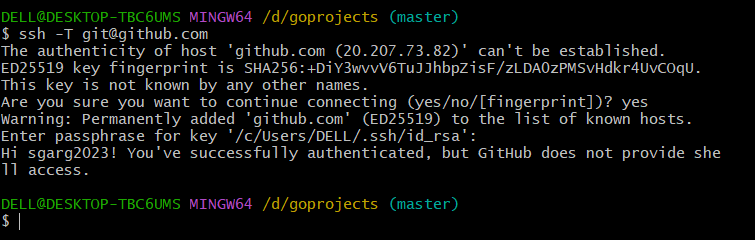 DELL@DESKTOP-TBC6UMS MINGW64 /d/goprojects (master)
$ ssh -T git@github.com
The authenticity of host 'github.com (20.207.73.82)' can't be established.
ED25519 key fingerprint is SHA256:+DiY3wvvV6TuJJhbpZisF/zLDA0zPMSvHdkr4UvCOqU.
This key is not known by any other names.
Are you sure you want to continue connecting (yes/no/[fingerprint])? yes
Warning: Permanently added 'github.com' (ED25519) to the list of known hosts.
Enter passphrase for key '/c/Users/DELL/.ssh/id_rsa':
Hi sgarg2023! You've successfully authenticated, but GitHub does not provide she
ll access.
DELL@DESKTOP-TBC6UMS MINGW64 /d/goprojects (master)
$